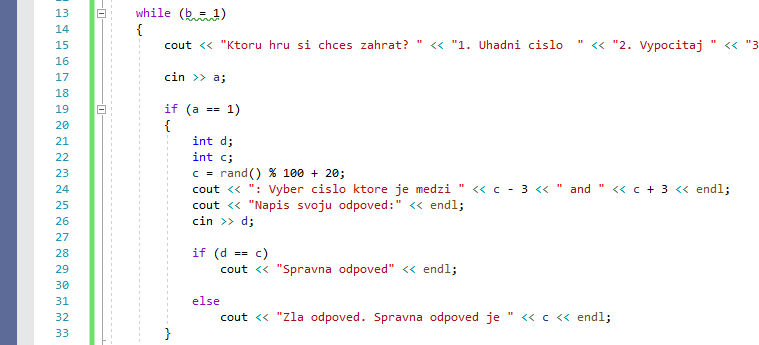 13 while (b = 1)
14 {
15 cout << "Ktoru hru si chces zahrat? " << "1. Uhadni cislo  " << "2. Vypocitaj " << "3
16
17 cin >> a;
18
19 if (a == 1)
20 {
21 int d;
22 int c;
23 c = rand() % 100 + 20;
24 cout << ": Vyber cislo ktore je medzi " << c - 3 << " and " << c + 3 << endl;
25 cout << "Napis svoju odpoved:" << endl;
26 cin >> d;
27
28 if (d == c)
29 cout << "Spravna odpoved" << endl;
30
31 else
32 cout << "Zla odpoved. Spravna odpoved je " << c << endl;
33 }